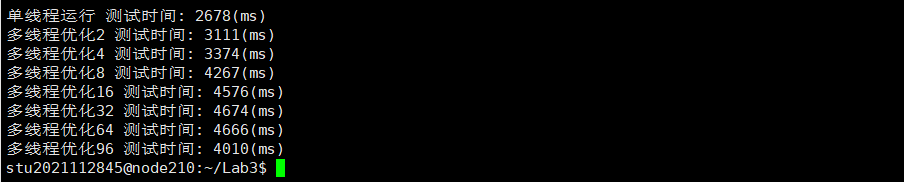 单线程运行 测试时间: 2678(ms)
多线程优化2 测试时间: 3111(ms)
多线程优化4 测试时间: 3374(ms)
多线程优化8 测试时间: 4267(ms)
多线程优化16 测试时间: 4576(ms)
多线程优化32 测试时间: 4674(ms)
多线程优化64 测试时间: 4666(ms)
多线程优化96 测试时间: 4010(ms)
stu2021112845@node210:~/Lab3$